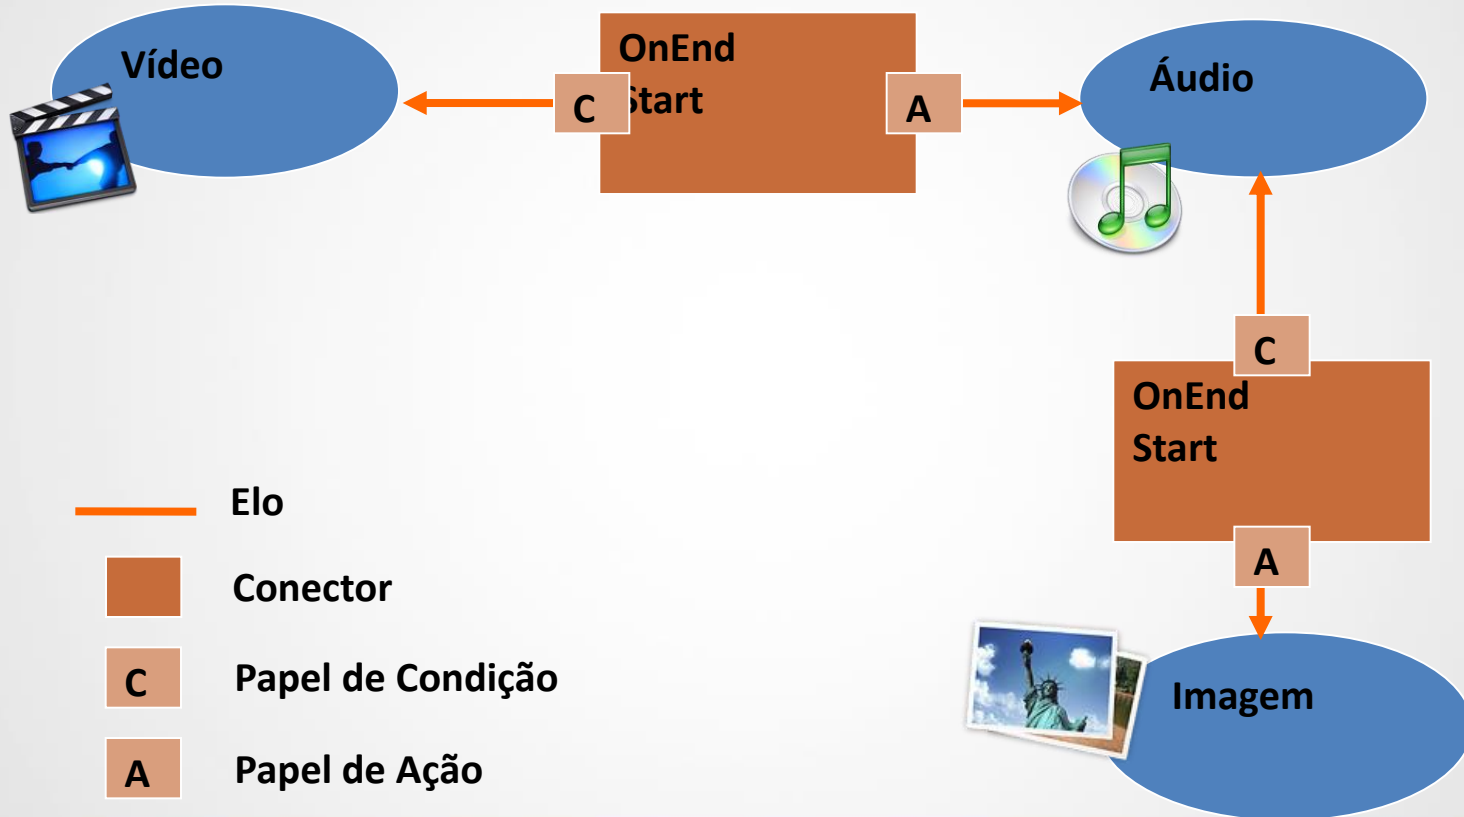 Vídeo
OnEnd
Start
C
A
Áudio
C
OnEnd
Start
A
Imagem
Elo
Conector
C
Papel de Condição
A
Papel de Ação